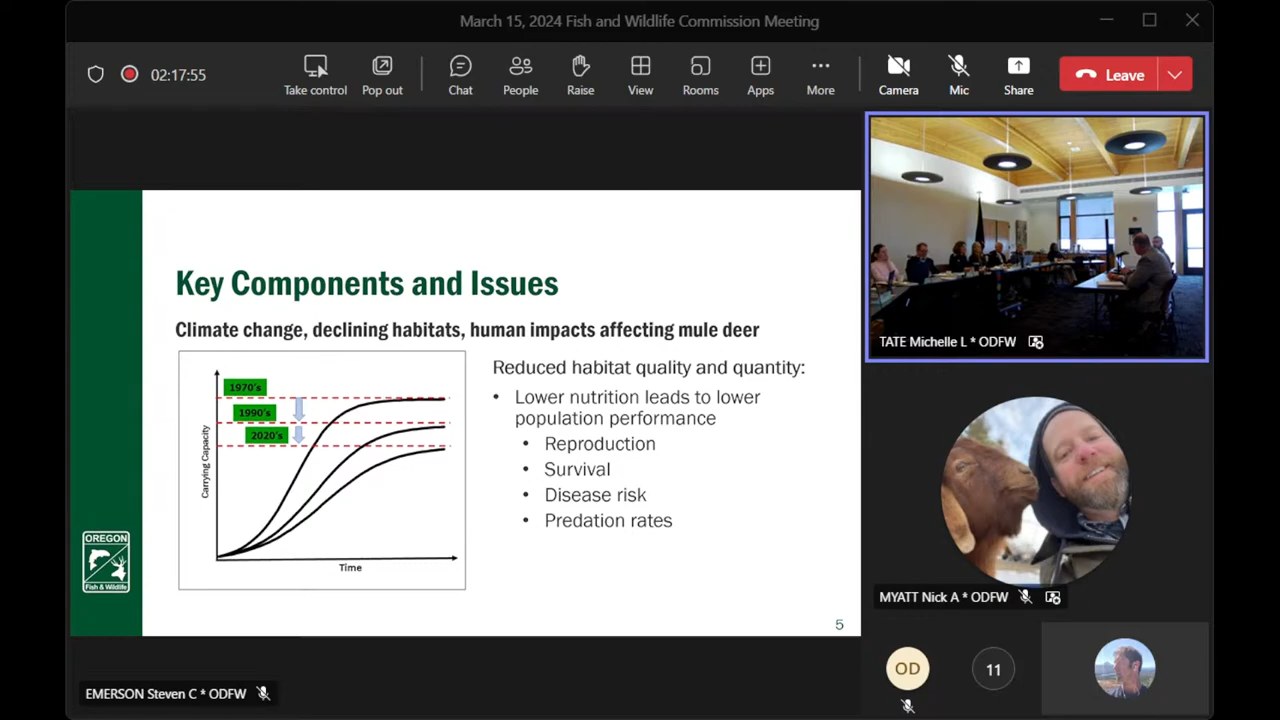 March 15, 2024 Fish and Wildlife Commission Meeting
02:17:55
Take control
Pop out
Chat
People
Raise
View
Rooms
Apps
More
Camera
Mic
Share
Leave
Key Components and Issues
Climate change, declining habitats, human impacts affecting mule deer
1970's
1990's
2020's
Carrying Capacity
Time
Reduced habitat quality and quantity:
• Lower nutrition leads to lower
population performance
• Reproduction
• Survival
• Disease risk
• Predation rates
OREGON
Fish & Wildlife
5
EMERSON Steven C * ODFW
TATE Michelle L * ODFW
MYATT Nick A * ODFW
OD
11